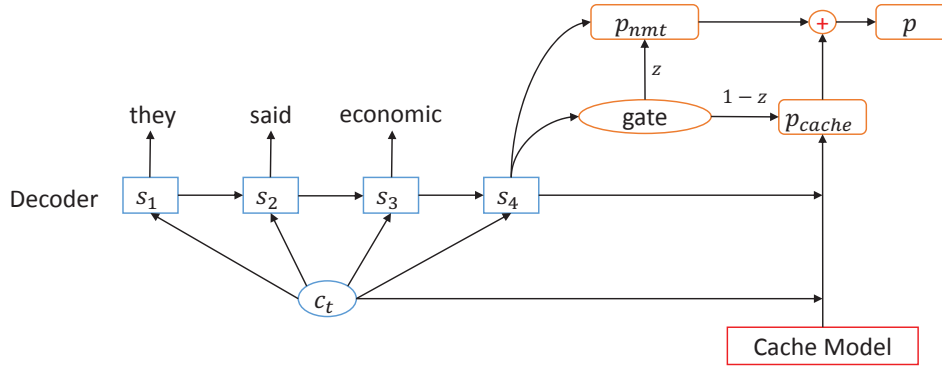 p_nmt + p
z
they said economic gate 1 − z p_cache
Decoder s_1 s_2 s_3 s_4
c_t
Cache Model